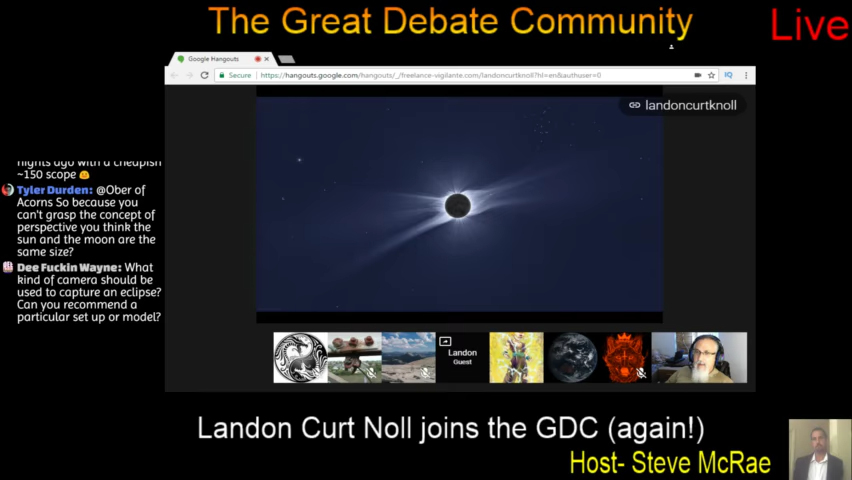 The Great Debate Community
Live
Google Hangouts
Secure
https://hangouts.google.com/hangouts/_/freelance-vigilante.com/landoncurtknoll?hl=en&authuser=0
landoncurtknoll
nights ago with a cheapish
~150 scope
Tyler Durden: @Ober of
Acorns So because you
can't grasp the concept of
perspective you think the
sun and the moon are the
same size?
Dee Fuckin Wayne: What
kind of camera should be
used to capture an eclipse?
Can you recommend a
particular set up or model?
Landon
Guest
Landon Curt Noll joins the GDC (again!)
Host- Steve McRae